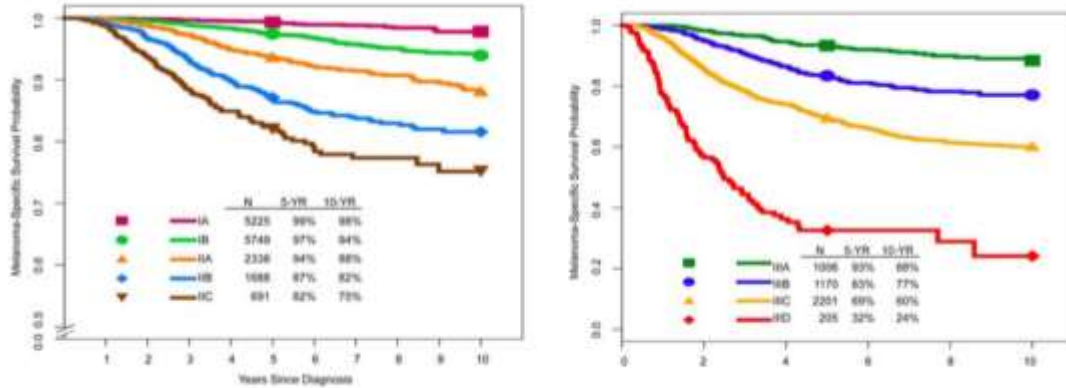 Melanoma-Specific Survival Probability
1.0
0.9
0.8
0.7
0.6
0.5
0.0
N 5-YR 10-YR
IA 5225 99% 98%
IB 5749 97% 94%
IIA 2338 94% 88%
IIB 1688 87% 82%
IIC 691 82% 75%
1 2 3 4 5 6 7 8 9 10
Years Since Diagnosis
Melanoma-Specific Survival Probability
1.0
0.8
0.6
0.4
0.2
0.0
N 5-YR 10-YR
IIIA 1006 93% 88%
IIIB 1170 83% 77%
IIIC 2201 69% 60%
IIID 205 32% 24%
0 2 4 6 8 10